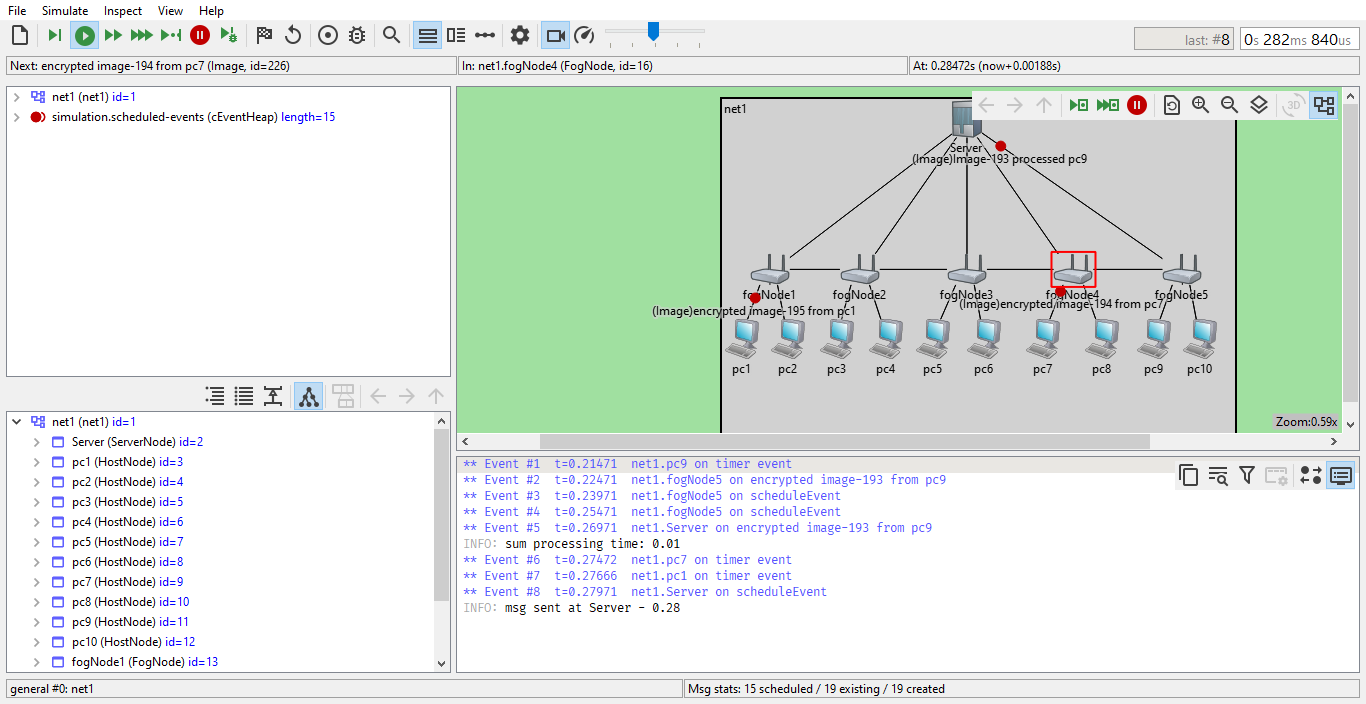 File Simulate Inspect View Help
last: #8 0s 282ms 840us
Next: encrypted image-194 from pc7 (Image, id=226) In: net1.fogNode4 (FogNode, id=16) At: 0.28472s (now+0.00188s)
net1 (net1) id=1
simulation.scheduled-events (cEventHeap) length=15
net1
3D
Server
(Image)Image-193 processed pc9
fogNode1 fogNode2 fogNode3 fogNode4 fogNode5
(Image)encrypted image-195 from pc1 (Image)encrypted image-194 from pc7
pc1 pc2 pc3 pc4 pc5 pc6 pc7 pc8 pc9 pc10
Zoom:0.59x
net1 (net1) id=1
Server (ServerNode) id=2
pc1 (HostNode) id=3
pc2 (HostNode) id=4
pc3 (HostNode) id=5
pc4 (HostNode) id=6
pc5 (HostNode) id=7
pc6 (HostNode) id=8
pc7 (HostNode) id=9
pc8 (HostNode) id=10
pc9 (HostNode) id=11
pc10 (HostNode) id=12
fogNode1 (FogNode) id=13
** Event #1 t=0.21471 net1.pc9 on timer event
** Event #2 t=0.22471 net1.fogNode5 on encrypted image-193 from pc9
** Event #3 t=0.23971 net1.fogNode5 on scheduleEvent
** Event #4 t=0.25471 net1.fogNode5 on scheduleEvent
** Event #5 t=0.26971 net1.Server on encrypted image-193 from pc9
INFO: sum processing time: 0.01
** Event #6 t=0.27472 net1.pc7 on timer event
** Event #7 t=0.27666 net1.pc1 on timer event
** Event #8 t=0.27971 net1.Server on scheduleEvent
INFO: msg sent at Server - 0.28
general #0: net1 Msg stats: 15 scheduled / 19 existing / 19 created